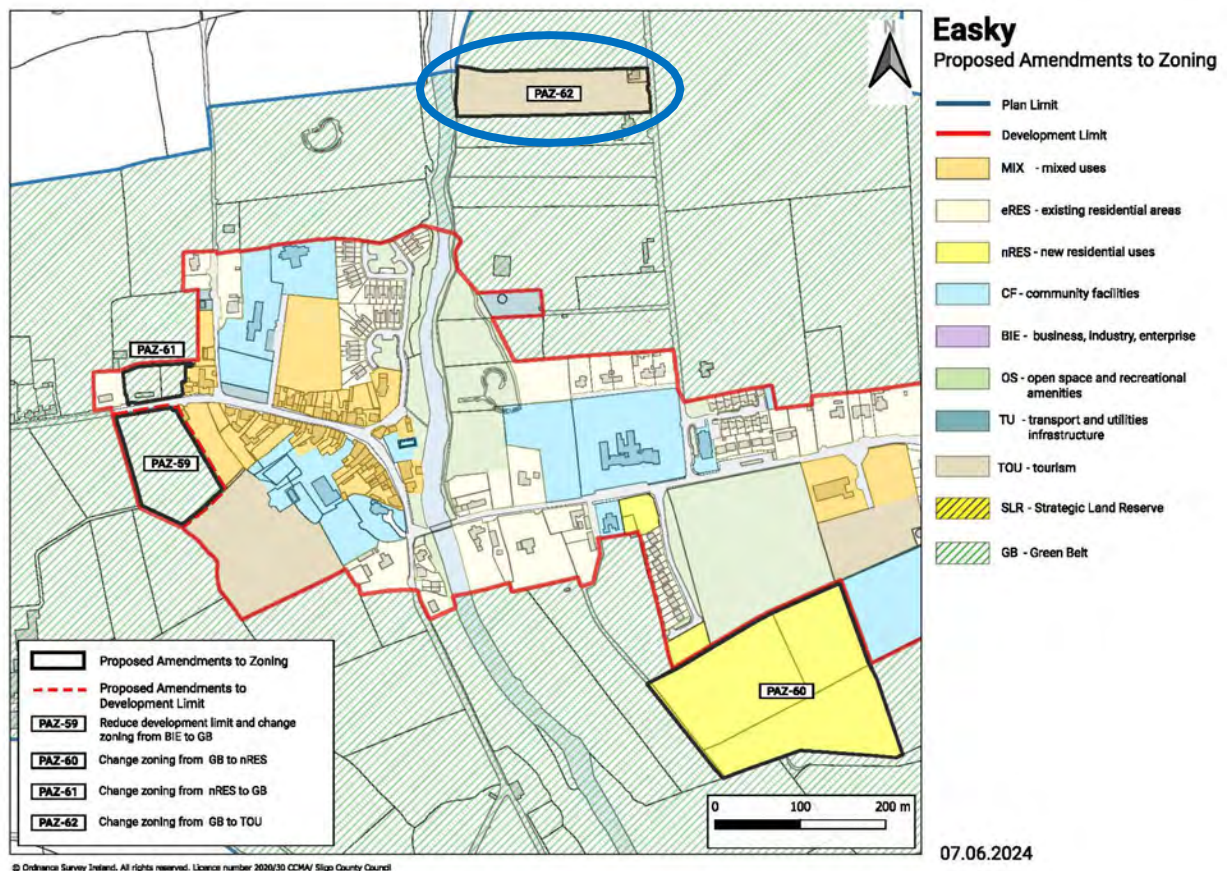 Easky
Proposed Amendments to Zoning
N
Plan Limit
Development Limit
MIX - mixed uses
eRES - existing residential areas
nRES - new residential uses
CF - community facilities
BIE - business, industry, enterprise
OS - open space and recreational
amenities
TU - transport and utilities
infrastructure
TOU - tourism
SLR - Strategic Land Reserve
GB - Green Belt
PAZ-62
PAZ-61
PAZ-59
PAZ-60
Proposed Amendments to Zoning
Proposed Amendments to
Development Limit
PAZ-59 Reduce development limit and change
zoning from BIE to GB
PAZ-60 Change zoning from GB to nRES
PAZ-61 Change zoning from nRES to GB
PAZ-62 Change zoning from GB to TOU
0 100 200 m
07.06.2024
© Ordnance Survey Ireland. All rights reserved. Licence number 2020/30 CCMA/ Sligo County Council